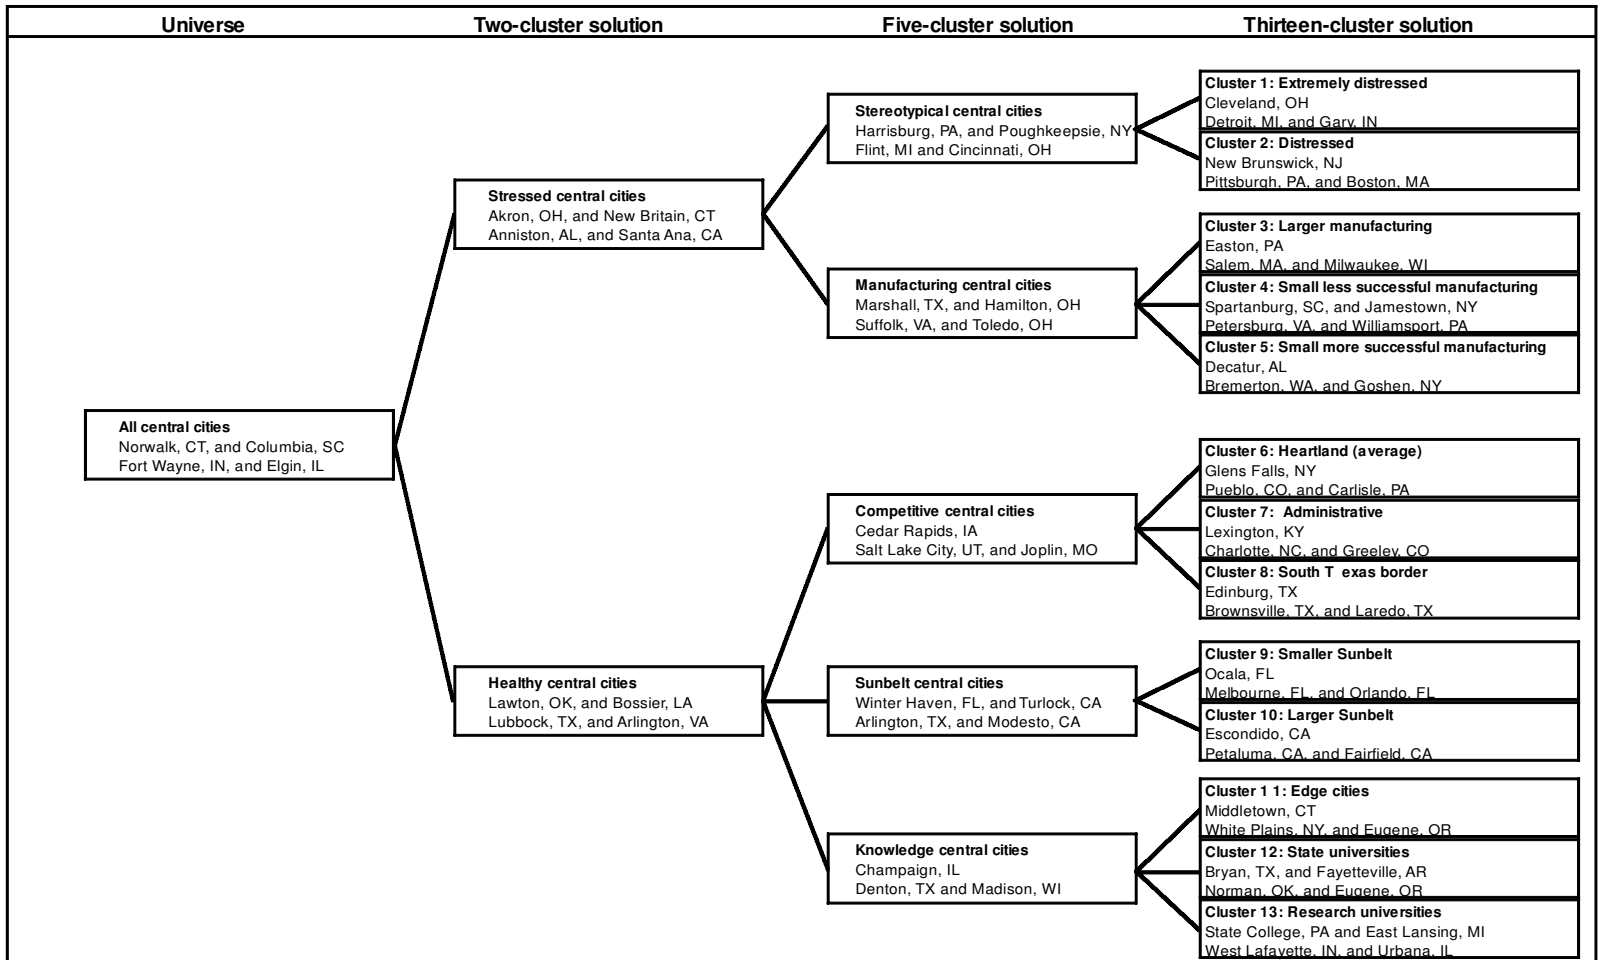 Universe
Two-cluster solution
Five-cluster solution
Thirteen-cluster solution
All central cities
Norwalk, CT, and Columbia, SC
Fort Wayne, IN, and Elgin, IL
Stressed central cities
Akron, OH, and New Britain, CT
Anniston, AL, and Santa Ana, CA
Healthy central cities
Lawton, OK, and Bossier, LA
Lubbock, TX, and Arlington, VA
Stereotypical central cities
Harrisburg, PA, and Poughkeepsie, NY
Flint, MI and Cincinnati, OH
Manufacturing central cities
Marshall, TX, and Hamilton, OH
Suffolk, VA, and Toledo, OH
Competitive central cities
Cedar Rapids, IA
Salt Lake City, UT, and Joplin, MO
Sunbelt central cities
Winter Haven, FL, and Turlock, CA
Arlington, TX, and Modesto, CA
Knowledge central cities
Champaign, IL
Denton, TX and Madison, WI
Cluster 1: Extremely distressed
Cleveland, OH
Detroit, MI, and Gary, IN
Cluster 2: Distressed
New Brunswick, NJ
Pittsburgh, PA, and Boston, MA
Cluster 3: Larger manufacturing
Easton, PA
Salem, MA, and Milwaukee, WI
Cluster 4: Small less successful manufacturing
Spartanburg, SC, and Jamestown, NY
Petersburg, VA, and Williamsport, PA
Cluster 5: Small more successful manufacturing
Decatur, AL
Bremerton, WA, and Goshen, NY
Cluster 6: Heartland (average)
Glens Falls, NY
Pueblo, CO, and Carlisle, PA
Cluster 7:  Administrative
Lexington, KY
Charlotte, NC, and Greeley, CO
Cluster 8: South T exas border
Edinburg, TX
Brownsville, TX, and Laredo, TX
Cluster 9: Smaller Sunbelt
Ocala, FL
Melbourne, FL, and Orlando, FL
Cluster 10: Larger Sunbelt
Escondido, CA
Petaluma, CA, and Fairfield, CA
Cluster 1 1: Edge cities
Middletown, CT
White Plains, NY, and Eugene, OR
Cluster 12: State universities
Bryan, TX, and Fayetteville, AR
Norman, OK, and Eugene, OR
Cluster 13: Research universities
State College, PA and East Lansing, MI
West Lafayette, IN, and Urbana, IL